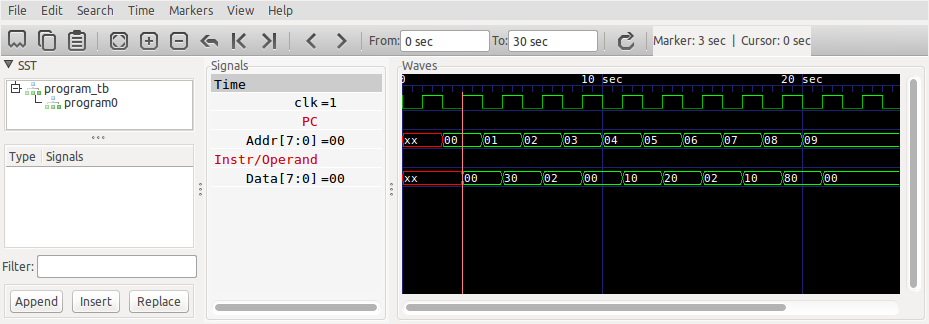 File Edit Search Time Markers View Help
From: 0 sec To: 30 sec Marker: 3 sec | Cursor: 0 sec
SST
program_tb
program0
Type Signals
Filter:
Append Insert Replace
Signals
Time
clk =1
PC
Addr[7:0] =00
Instr/Operand
Data[7:0] =00
Waves
0 10 sec 20 sec
xx 00 01 02 03 04 05 06 07 08 09
xx 00 30 02 00 10 20 02 10 80 00